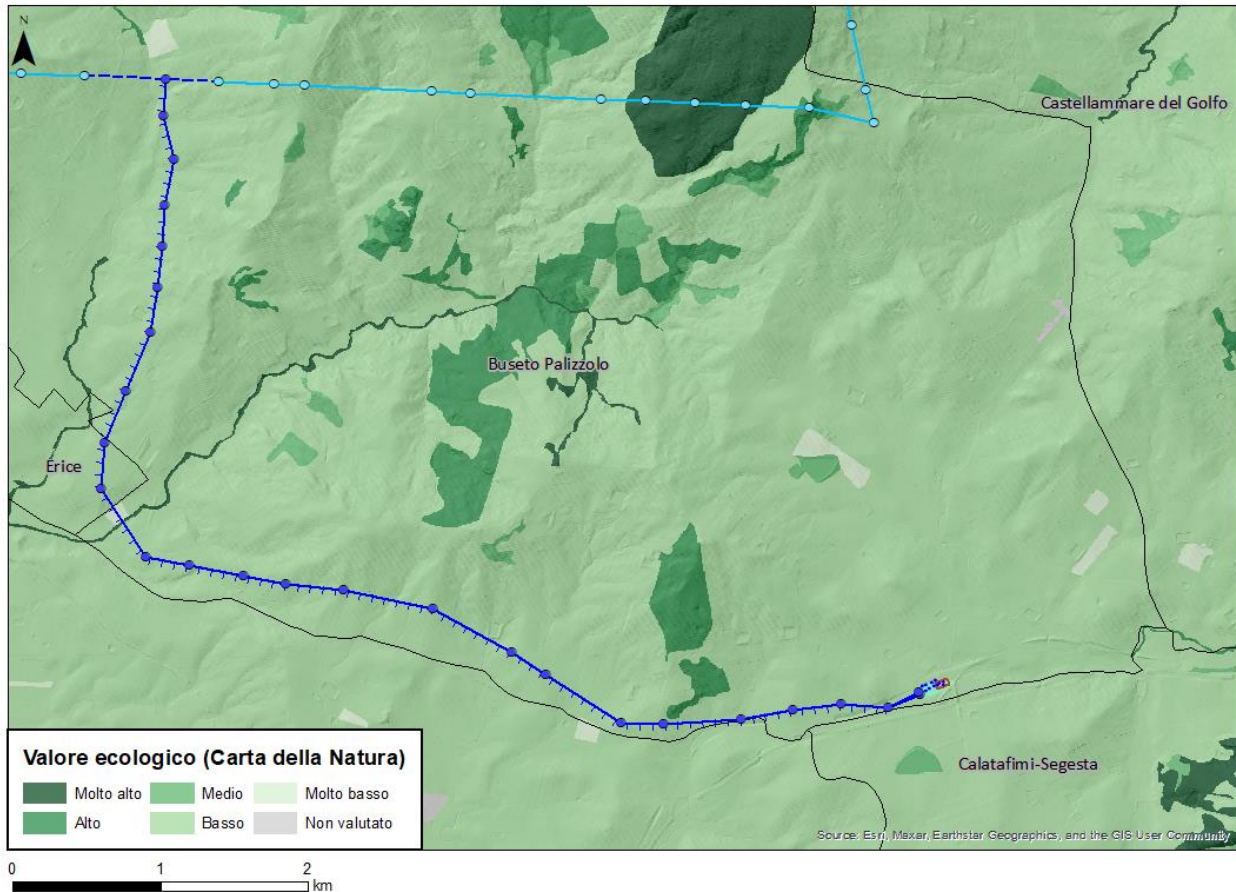 N
Castellammare del Golfo
Buseto Palizzolo
Erice
Calatafimi-Segesta
Valore ecologico (Carta della Natura)
Molto alto Medio Molto basso
Alto Basso Non valutato
Source: Esri, Maxar, Earthstar Geographics, and the GIS User Community
0 1 2
km